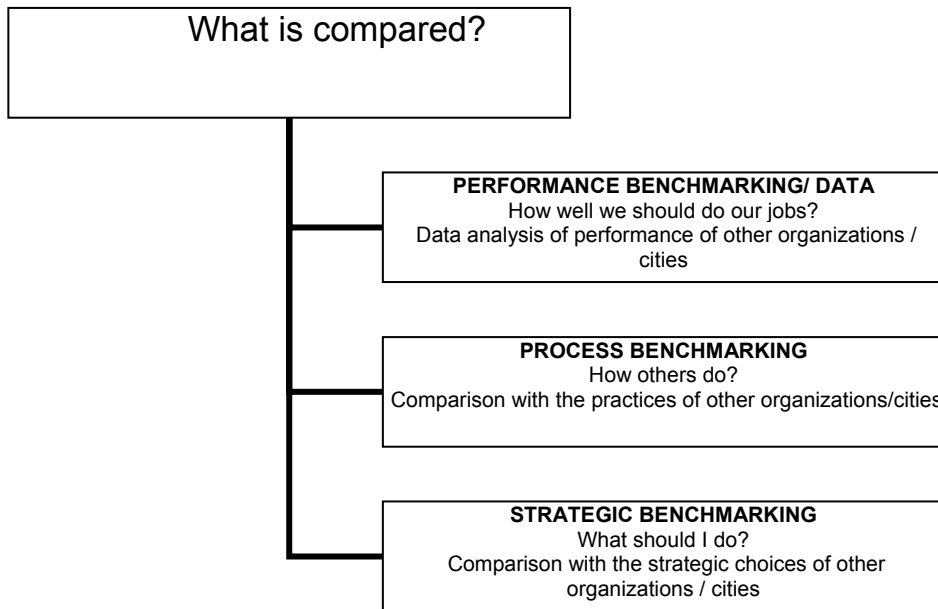 What is compared?
PERFORMANCE BENCHMARKING/ DATA
How well we should do our jobs?
Data analysis of performance of other organizations /
cities
PROCESS BENCHMARKING
How others do?
Comparison with the practices of other organizations/cities
STRATEGIC BENCHMARKING
What should I do?
Comparison with the strategic choices of other
organizations / cities